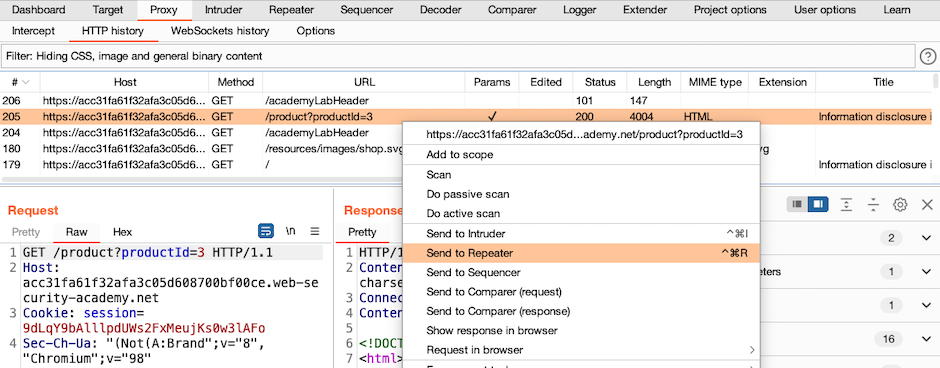 Dashboard Target Proxy Intruder Repeater Sequencer Decoder Comparer Logger Extender Project options User options Learn
Intercept HTTP history WebSockets history Options
Filter: Hiding CSS, image and general binary content
# Host Method URL Params Edited Status Length MIME type Extension Title
206 https://acc31fa61f32afa3c05d6... GET /academyLabHeader 101 147
205 https://acc31fa61f32afa3c05d6... GET /product?productId=3 ✓ 200 4004 HTML Information disclosure i
204 https://acc31fa61f32afa3c05d6... GET /academyLabHeader
180 https://acc31fa61f32afa3c05d6... GET /resources/images/shop.svg vg
179 https://acc31fa61f32afa3c05d6... GET / Information disclosure i
https://acc31fa61f32afa3c05d...ademy.net/product?productId=3
Add to scope
Scan
Do passive scan
Do active scan
Send to Intruder ^⌘I
Send to Repeater ^⌘R
Send to Sequencer
Send to Comparer (request)
Send to Comparer (response)
Show response in browser
Request in browser
Request
Pretty Raw Hex \n
1 GET /product?productId=3 HTTP/1.1
2 Host:
acc31fa61f32afa3c05d608700bf00ce.web-se
curity-academy.net
3 Cookie: session=
9dLqY9bAlllpdUWs2FxMeujKs0w3lAFo
4 Sec-Ch-Ua: "(Not(A:Brand";v="8",
"Chromium";v="98"
Response
Pretty
1 HTTP/1
2 Conten
charse
3 Connec
4 Conten
5
6 <!DOCT
7 <html>
2
eters 1
1
16